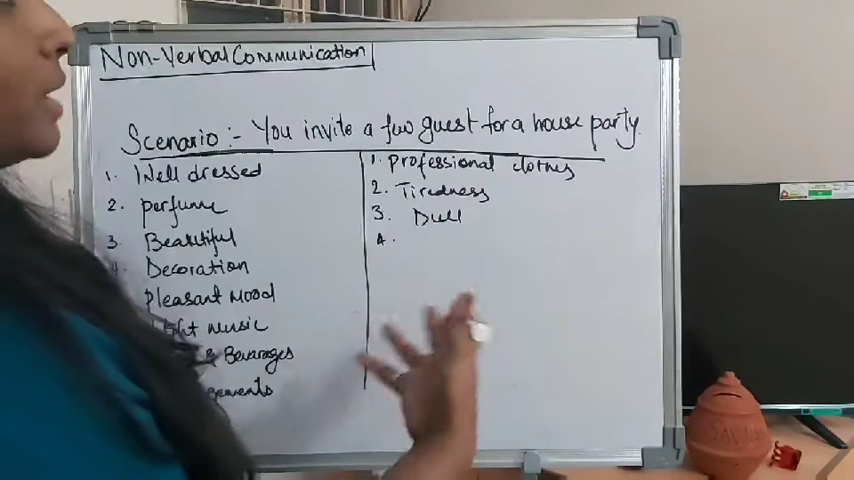 Non-Verbal Communication
Scenario :- You invite a few guest for a house party
1. Well dressed
2. perfume
3. Beautiful
Decoration
pleasant mood
music
& Bevarages
1. professional clothes
2. Tiredness
3. Dull
4.